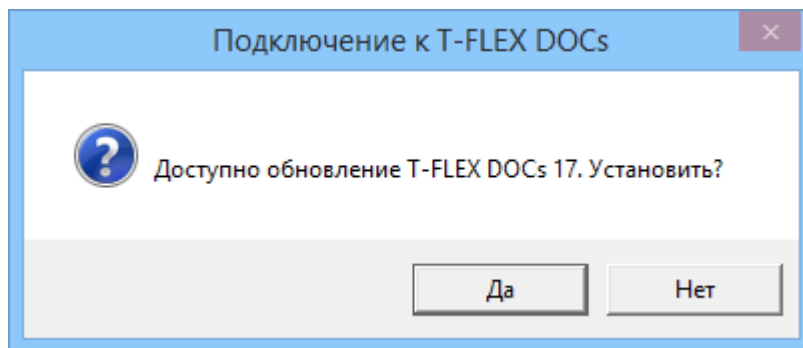 Подключение к T-FLEX DOCs
Доступно обновление T-FLEX DOCs 17. Установить?
Да
Нет